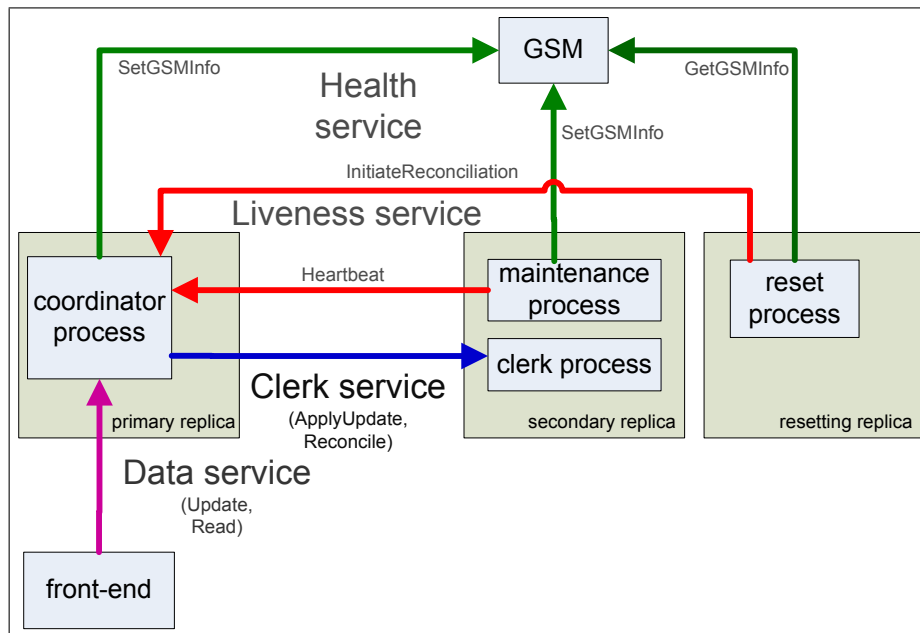 GSM
SetGSMInfo
GetGSMInfo
Health
service
SetGSMInfo
InitiateReconciliation
Liveness service
coordinator
process
Heartbeat
maintenance
process
reset
process
clerk process
Clerk service
(ApplyUpdate,
Reconcile)
primary replica
secondary replica
resetting replica
Data service
(Update,
Read)
front-end